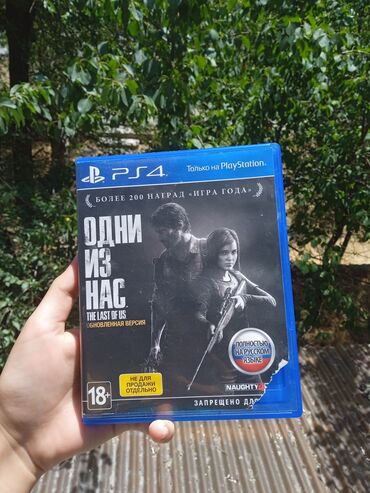 PS4
Только на PlayStation.
БОЛЕЕ 200 НАГРАД «ИГРА ГОДА»
ОДНИ
ИЗ
НАС
THE LAST OF US
ОБНОВЛЕННАЯ ВЕРСИЯ
ПОЛНОСТЬЮ
НА РУССКОМ
ЯЗЫКЕ
НЕ ДЛЯ
ПРОДАЖИ
ОТДЕЛЬНО
18+
NAUGHTY
ЗАПРЕЩЕНО